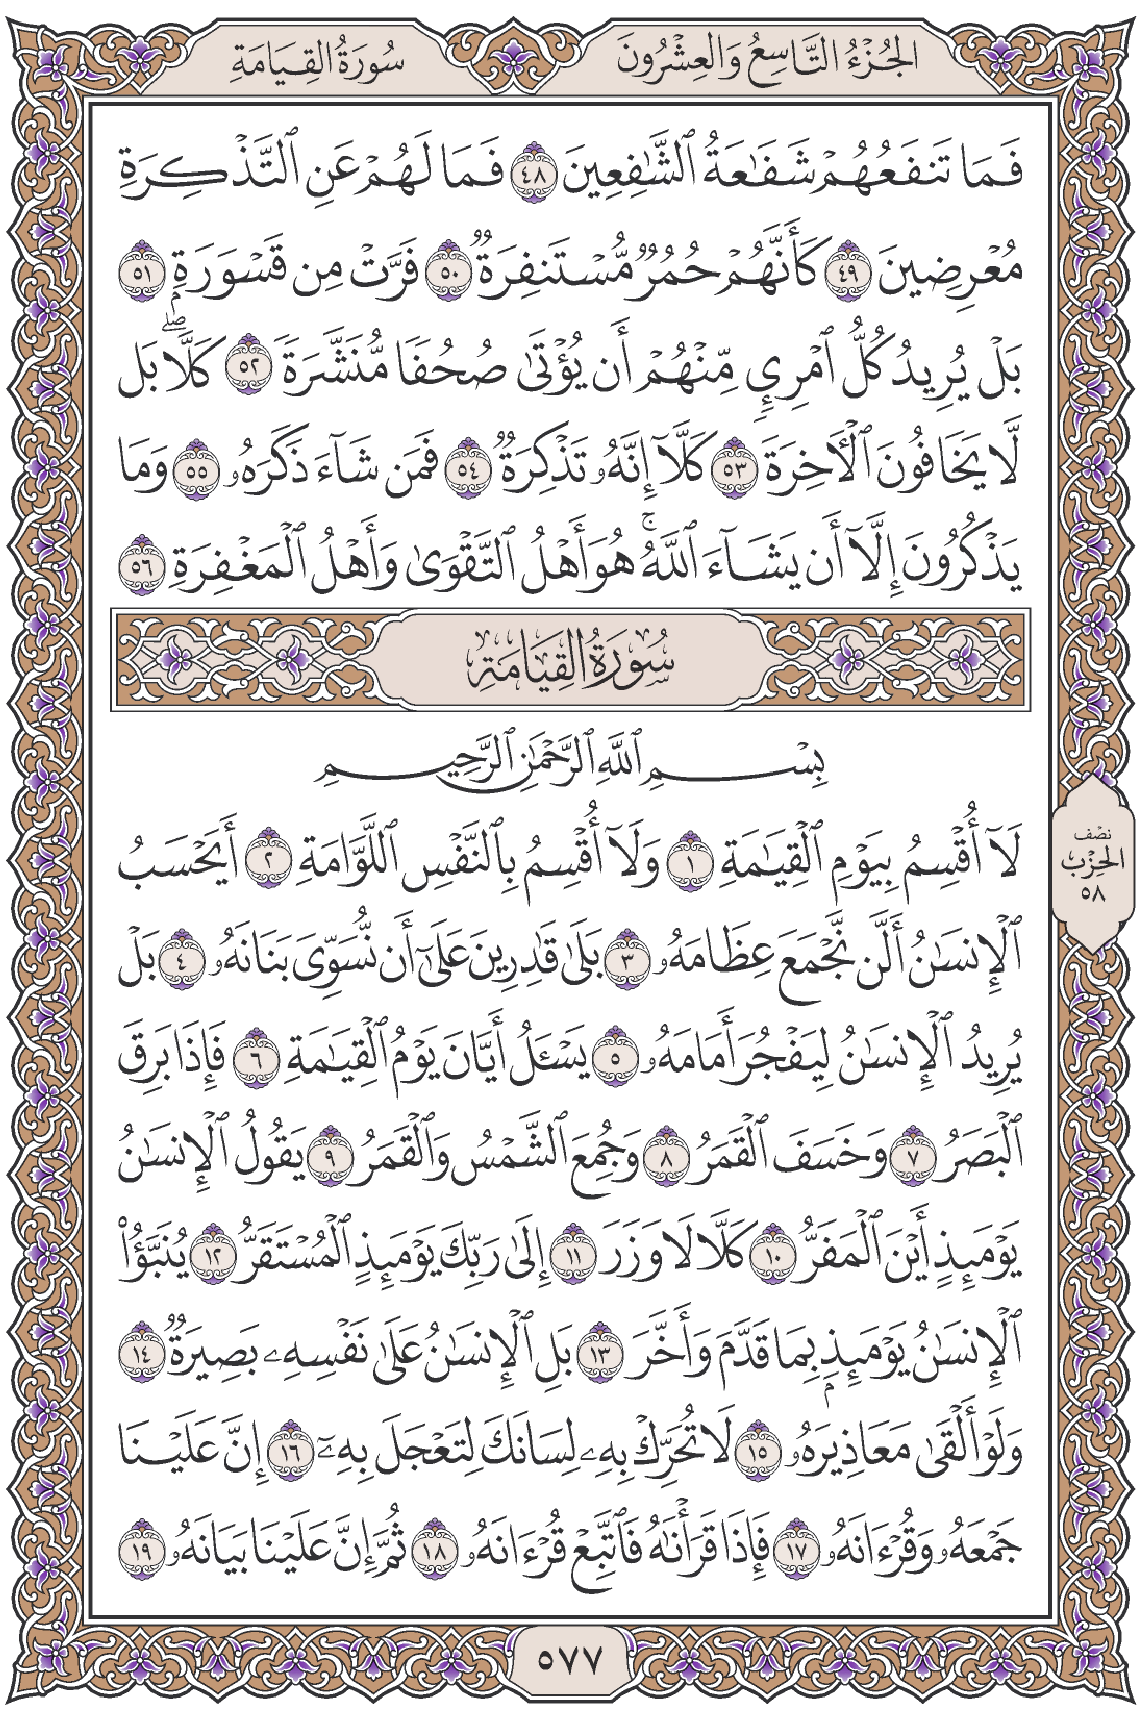 الجُزْءُ التَّاسِعُ وَالعِشْرُونَ
سُورَةُ القِيَامَةِ
فَمَا تَنفَعُهُمْ شَفَٰعَةُ ٱلشَّٰفِعِينَ ٤٨ فَمَا لَهُمْ عَنِ ٱلتَّذْكِرَةِ
مُعْرِضِينَ ٤٩ كَأَنَّهُمْ حُمُرٌ مُّسْتَنفِرَةٌ ٥٠ فَرَّتْ مِن قَسْوَرَةِۭ ٥١
بَلْ يُرِيدُ كُلُّ ٱمْرِئٍ مِّنْهُمْ أَن يُؤْتَىٰ صُحُفًا مُّنَشَّرَةً ٥٢ كَلَّاۖ بَل
لَّا يَخَافُونَ ٱلْأٓخِرَةَ ٥٣ كَلَّآ إِنَّهُۥ تَذْكِرَةٌ ٥٤ فَمَن شَآءَ ذَكَرَهُۥ ٥٥ وَمَا
يَذْكُرُونَ إِلَّآ أَن يَشَآءَ ٱللَّهُۚ هُوَ أَهْلُ ٱلتَّقْوَىٰ وَأَهْلُ ٱلْمَغْفِرَةِ ٥٦
سُورَةُ القِيَامَةِ
بِسْمِ ٱللَّهِ ٱلرَّحْمَٰنِ ٱلرَّحِيمِ
لَآ أُقْسِمُ بِيَوْمِ ٱلْقِيَٰمَةِ ١ وَلَآ أُقْسِمُ بِٱلنَّفْسِ ٱللَّوَّامَةِ ٢ أَيَحْسَبُ
ٱلْإِنسَٰنُ أَلَّن نَّجْمَعَ عِظَامَهُۥ ٣ بَلَىٰ قَٰدِرِينَ عَلَىٰٓ أَن نُّسَوِّىَ بَنَانَهُۥ ٤ بَلْ
يُرِيدُ ٱلْإِنسَٰنُ لِيَفْجُرَ أَمَامَهُۥ ٥ يَسْـَٔلُ أَيَّانَ يَوْمُ ٱلْقِيَٰمَةِ ٦ فَإِذَا بَرِقَ
ٱلْبَصَرُ ٧ وَخَسَفَ ٱلْقَمَرُ ٨ وَجُمِعَ ٱلشَّمْسُ وَٱلْقَمَرُ ٩ يَقُولُ ٱلْإِنسَٰنُ
يَوْمَئِذٍ أَيْنَ ٱلْمَفَرُّ ١٠ كَلَّا لَا وَزَرَ ١١ إِلَىٰ رَبِّكَ يَوْمَئِذٍ ٱلْمُسْتَقَرُّ ١٢ يُنَبَّؤُا۟
ٱلْإِنسَٰنُ يَوْمَئِذِۭ بِمَا قَدَّمَ وَأَخَّرَ ١٣ بَلِ ٱلْإِنسَٰنُ عَلَىٰ نَفْسِهِۦ بَصِيرَةٌ ١٤
وَلَوْ أَلْقَىٰ مَعَاذِيرَهُۥ ١٥ لَا تُحَرِّكْ بِهِۦ لِسَانَكَ لِتَعْجَلَ بِهِۦٓ ١٦ إِنَّ عَلَيْنَا
جَمْعَهُۥ وَقُرْءَانَهُۥ ١٧ فَإِذَا قَرَأْنَٰهُ فَٱتَّبِعْ قُرْءَانَهُۥ ١٨ ثُمَّ إِنَّ عَلَيْنَا بَيَانَهُۥ ١٩
نِصْف
الحِزْب
٥٨
٥٧٧